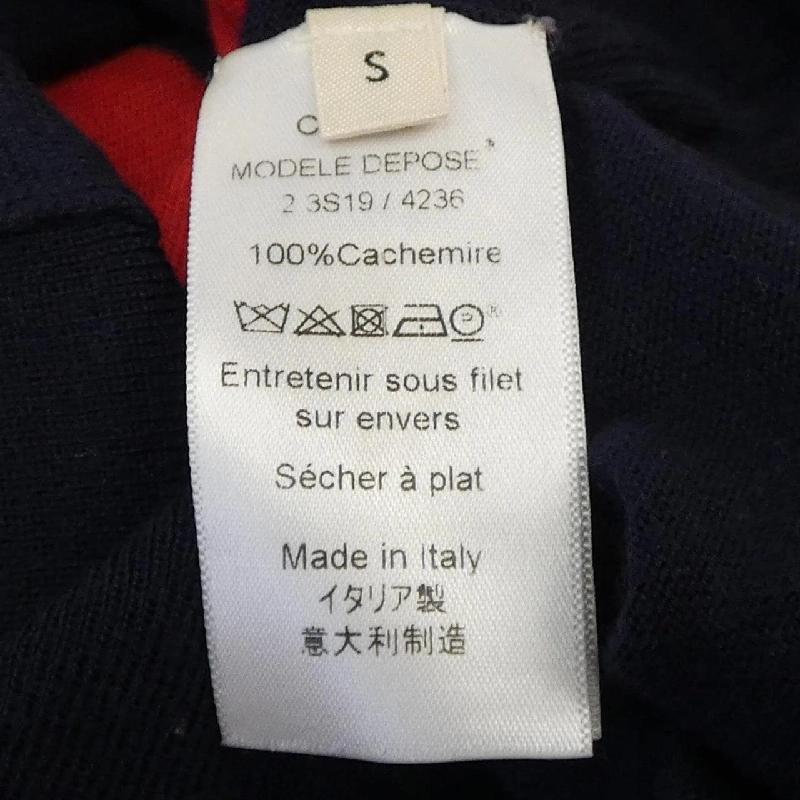 S
MODELE DEPOSE*
2 3S19 / 4236
100%Cachemire
P ®
Entretenir sous filet
sur envers
Sécher à plat
Made in Italy
イタリア製
意大利制造